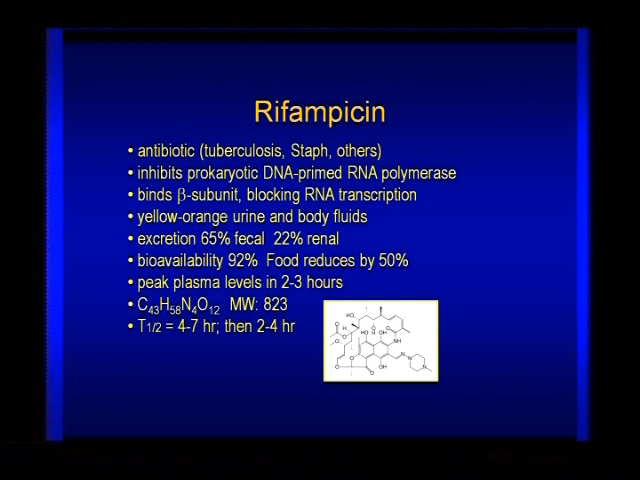 Rifampicin
• antibiotic (tuberculosis, Staph, others)
• inhibits prokaryotic DNA-primed RNA polymerase
• binds β-subunit, blocking RNA transcription
• yellow-orange urine and body fluids
• excretion 65% fecal  22% renal
• bioavailability 92%  Food reduces by 50%
• peak plasma levels in 2-3 hours
• C43H58N4O12  MW: 823
• T1/2 = 4-7 hr; then 2-4 hr